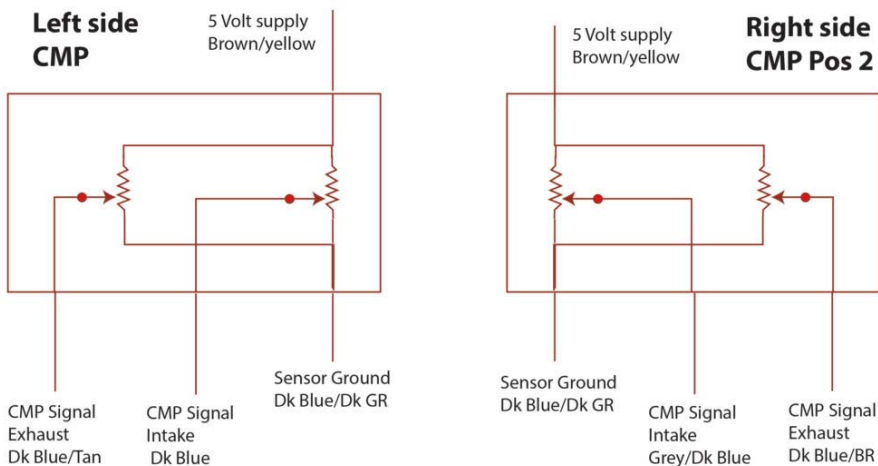 Left side
CMP
5 Volt supply
Brown/yellow
5 Volt supply
Brown/yellow
Right side
CMP Pos 2
CMP Signal
Exhaust
Dk Blue/Tan
CMP Signal
Intake
Dk Blue
Sensor Ground
Dk Blue/Dk GR
Sensor Ground
Dk Blue/Dk GR
CMP Signal
Intake
Grey/Dk Blue
CMP Signal
Exhaust
Dk Blue/BR